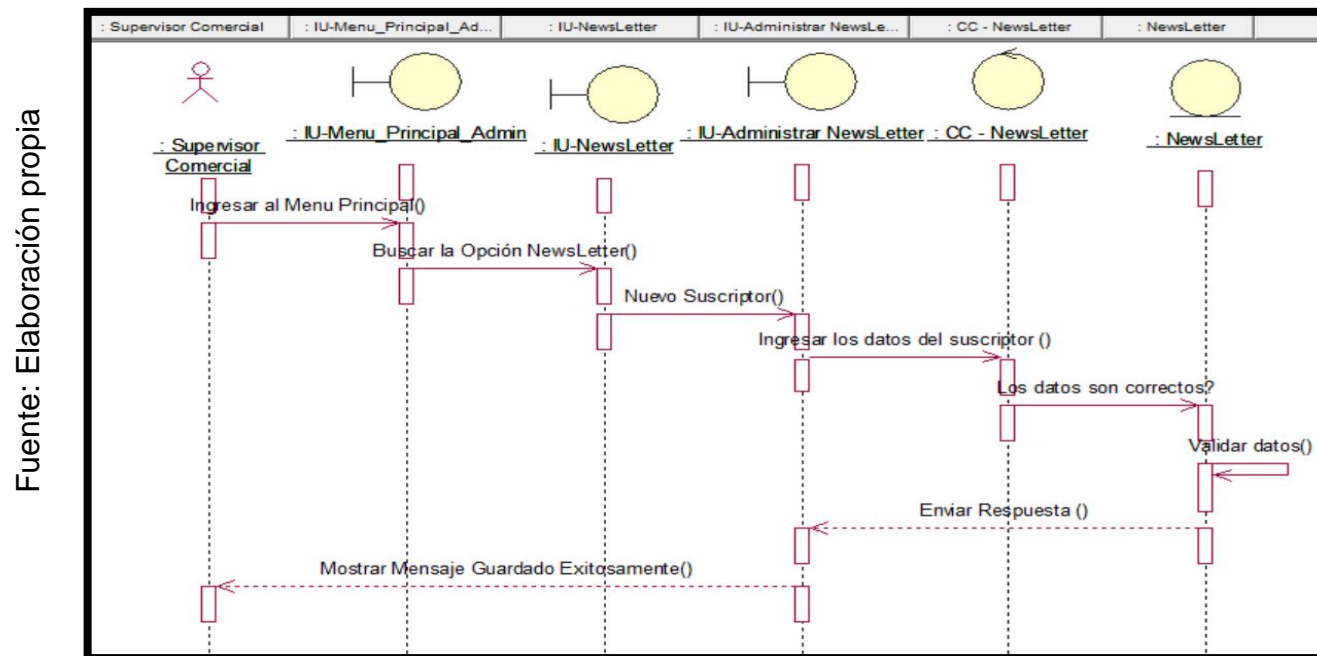 Fuente: Elaboración propia
: Supervisor Comercial
: IU-Menu_Principal_Ad...
: IU-NewsLetter
: IU-Administrar NewsLe...
: CC - NewsLetter
: NewsLetter
: Supervisor
Comercial
: IU-Menu_Principal_Admin
: IU-NewsLetter
: IU-Administrar NewsLetter
: CC - NewsLetter
: NewsLetter
Ingresar al Menu Principal()
Buscar la Opción NewsLetter()
Nuevo Suscriptor()
Ingresar los datos del suscriptor ()
Los datos son correctos?
Validar datos()
Enviar Respuesta ()
Mostrar Mensaje Guardado Exitosamente()